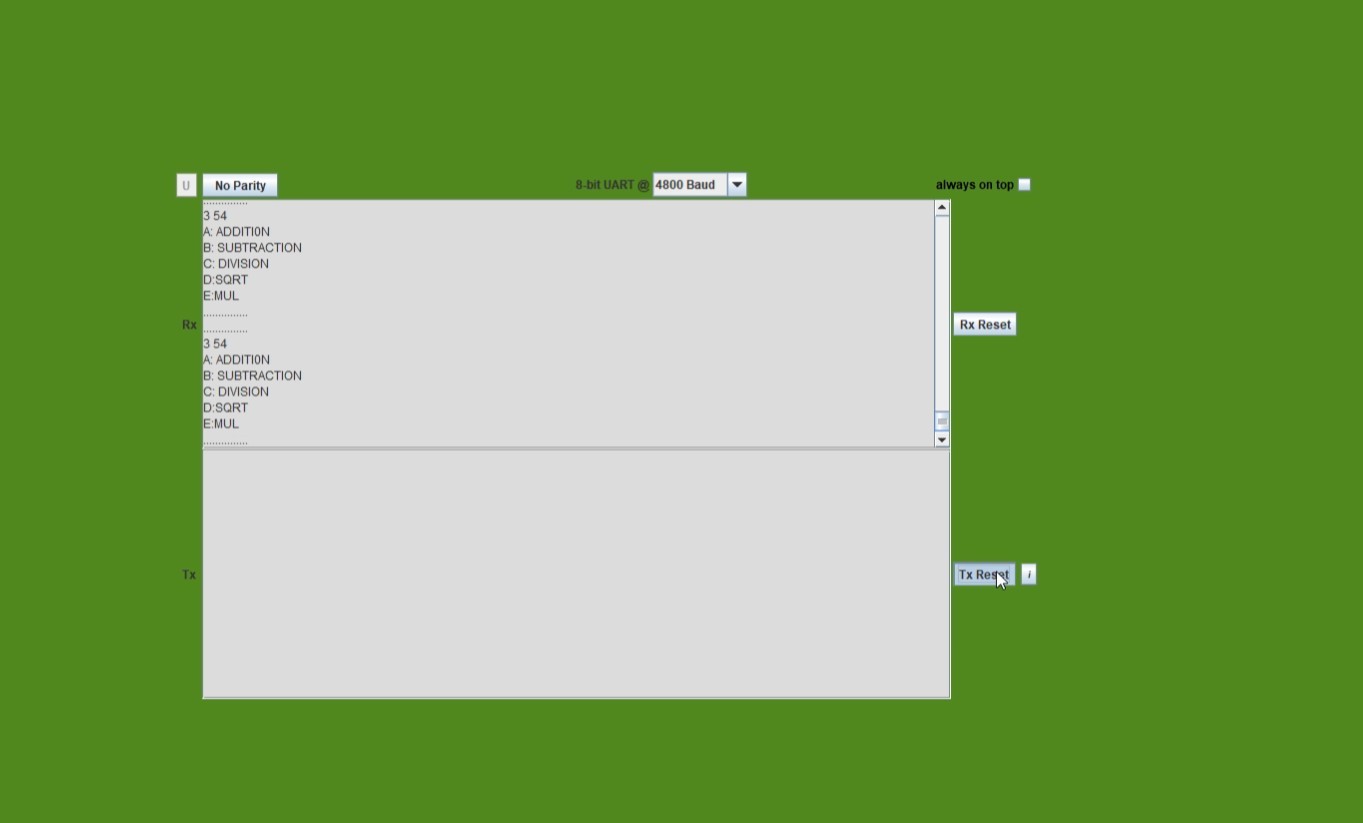 U No Parity 8-bit UART @ 4800 Baud always on top
...............
3 54
A: ADDITI0N
B: SUBTRACTION
C: DIVISION
D:SQRT
E:MUL
...............
Rx
...............
Rx Reset
3 54
A: ADDITI0N
B: SUBTRACTION
C: DIVISION
D:SQRT
E:MUL
...............
Tx Tx Reset i